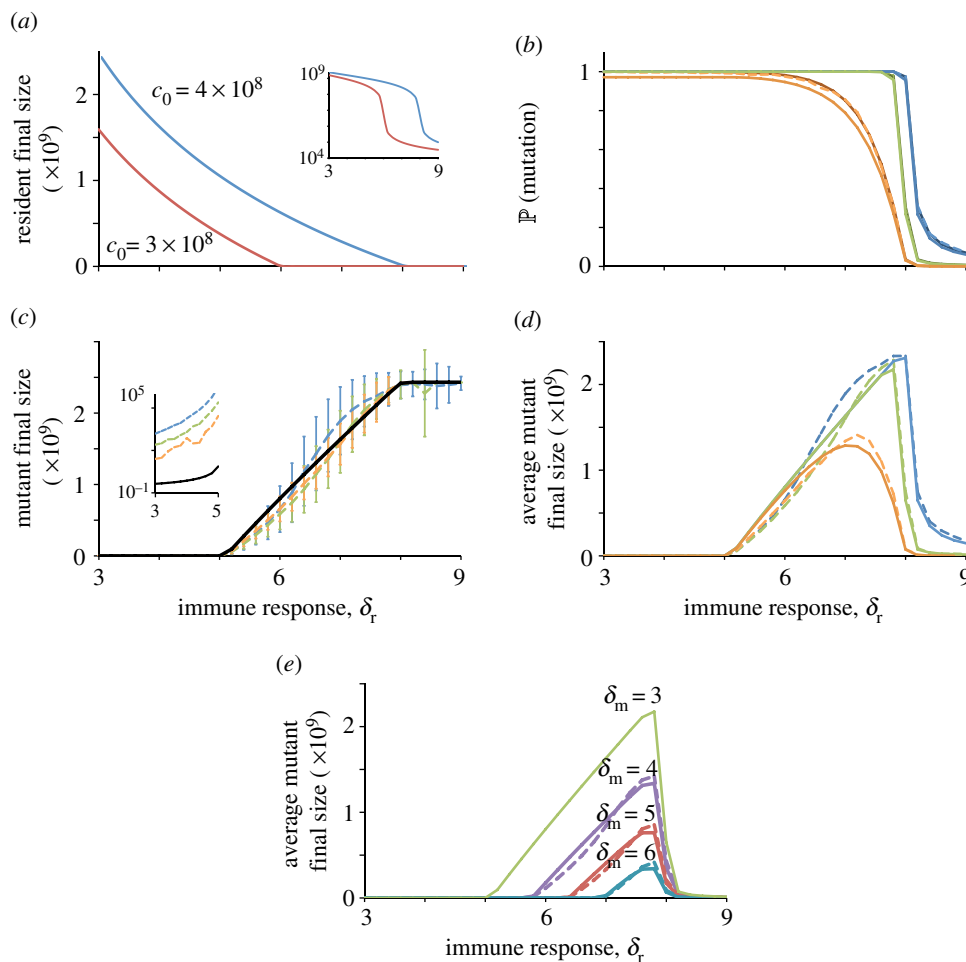 (a)
resident final size
( ×10⁹)
2
1
0
c₀ = 4 × 10⁸
c₀ = 3 × 10⁸
10⁹
10⁴
3
9
(b)
ℙ (mutation)
1
0
(c)
mutant final size
( ×10⁹)
2
1
0
10⁵
10⁻¹
3
5
3
6
9
immune response, δᵣ
(d)
average mutant
final size ( ×10⁹)
2
1
0
3
6
9
immune response, δᵣ
(e)
average mutant
final size ( ×10⁹)
2
1
0
δₘ = 3
δₘ = 4
δₘ = 5
δₘ = 6
3
6
9
immune response, δᵣ